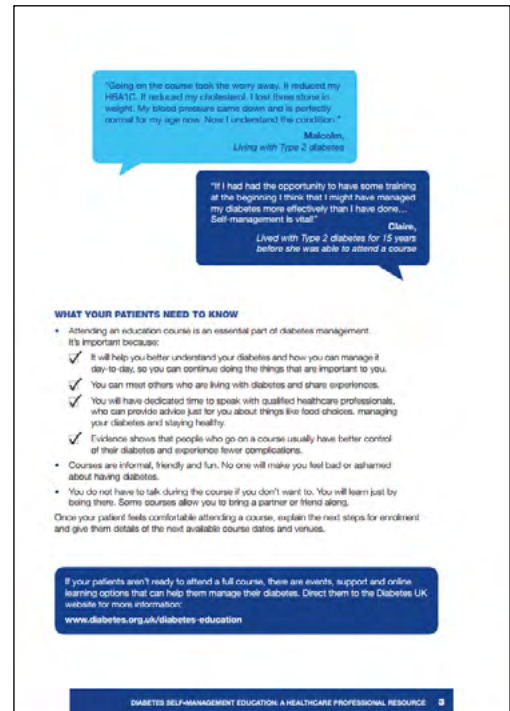 "Going on the course took the worry away. It reduced my
HBA1C. It reduced my cholesterol. I lost three stone in
weight. My blood pressure came down and is perfectly
normal for my age now. Now I understand the condition."
Malcolm,
Living with Type 2 diabetes
"If I had had the opportunity to have some training
at the beginning I think that I might have managed
my diabetes more effectively than I have done…
Self-management is vital!"
Claire,
Lived with Type 2 diabetes for 15 years
before she was able to attend a course
WHAT YOUR PATIENTS NEED TO KNOW
• Attending an education course is an essential part of diabetes management.
It's important because:
It will help you better understand your diabetes and how you can manage it
day-to-day, so you can continue doing the things that are important to you.
You can meet others who are living with diabetes and share experiences.
You will have dedicated time to speak with qualified healthcare professionals,
who can provide advice just for you about things like food choices. managing
your diabetes and staying healthy.
Evidence shows that people who go on a course usually have better control
of their diabetes and experience fewer complications.
• Courses are informal, friendly and fun. No one will make you feel bad or ashamed
about having diabetes.
• You do not have to talk during the course if you don't want to. You will learn just by
being there. Some courses allow you to bring a partner or friend along.
Once your patient feels comfortable attending a course, explain the next steps for enrolment
and give them details of the next available course dates and venues.
If your patients aren't ready to attend a full course, there are events, support and online
learning options that can help them manage their diabetes. Direct them to the Diabetes UK
website for more information:
www.diabetes.org.uk/diabetes-education
DIABETES SELF-MANAGEMENT EDUCATION: A HEALTHCARE PROFESSIONAL RESOURCE 3